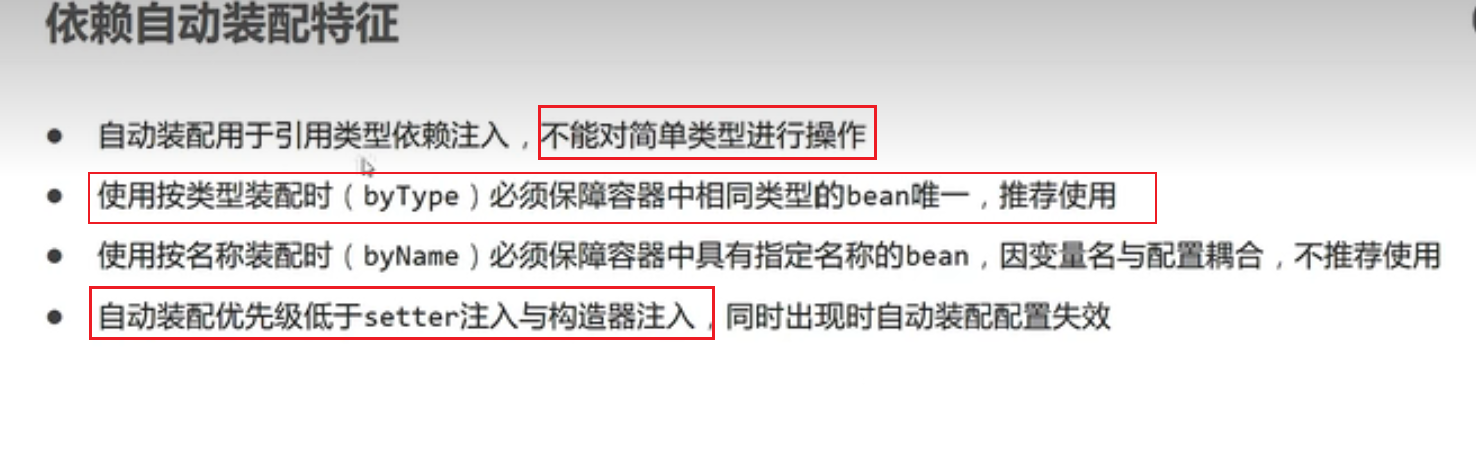 依赖自动装配特征
● 自动装配用于引用类型依赖注入，不能对简单类型进行操作
● 使用按类型装配时（byType）必须保障容器中相同类型的bean唯一，推荐使用
● 使用按名称装配时（byName）必须保障容器中具有指定名称的bean，因变量名与配置耦合，不推荐使用
● 自动装配优先级低于setter注入与构造器注入，同时出现时自动装配配置失效